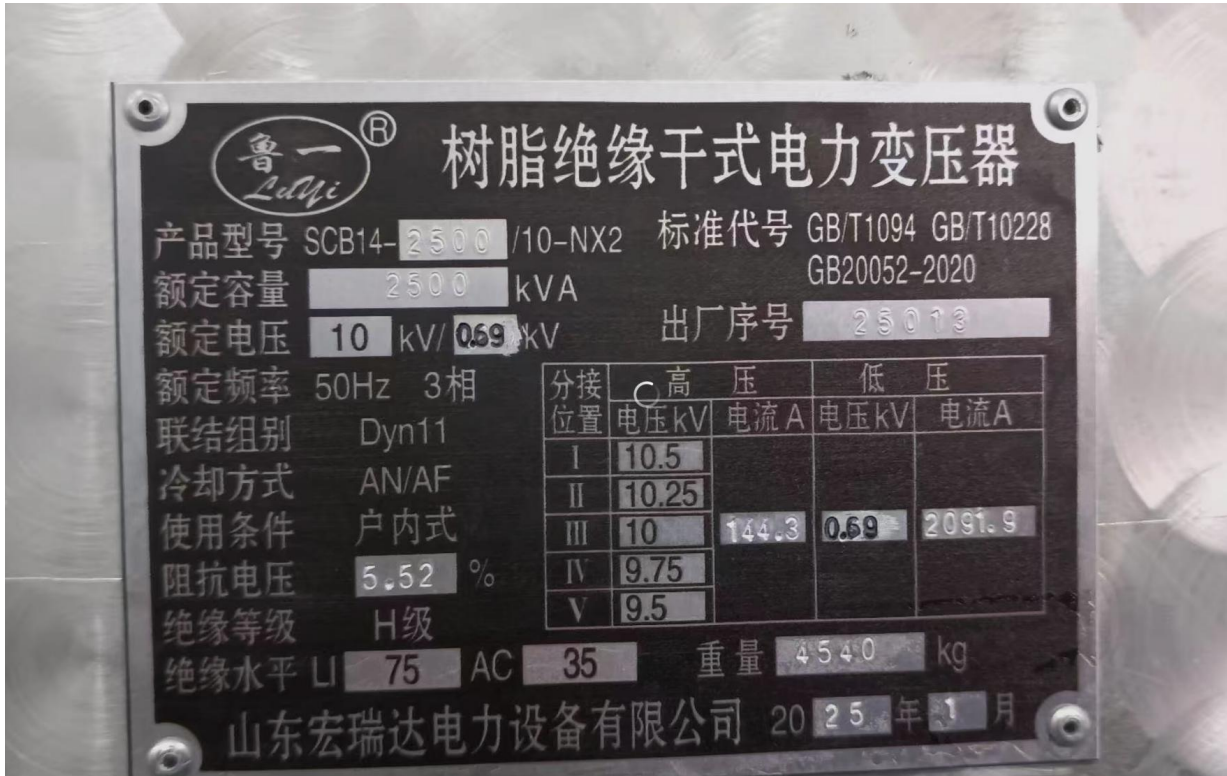 鲁一 ®
LuYi
树脂绝缘干式电力变压器
产品型号 SCB14-2500/10-NX2
标准代号 GB/T1094 GB/T10228
GB20052-2020
额定容量 2500 kVA
出厂序号 25013
额定电压 10 kV/0.69 kV
额定频率 50Hz 3相
联结组别 Dyn11
冷却方式 AN/AF
使用条件 户内式
阻抗电压 5.52 %
绝缘等级 H级
绝缘水平 LI 75 AC 35
分接位置 高压 低压
电压kV 电流A 电压kV 电流A
I 10.5
II 10.25
III 10 144.3 0.69 2091.9
IV 9.75
V 9.5
重量 4540 kg
山东宏瑞达电力设备有限公司 2025年1月